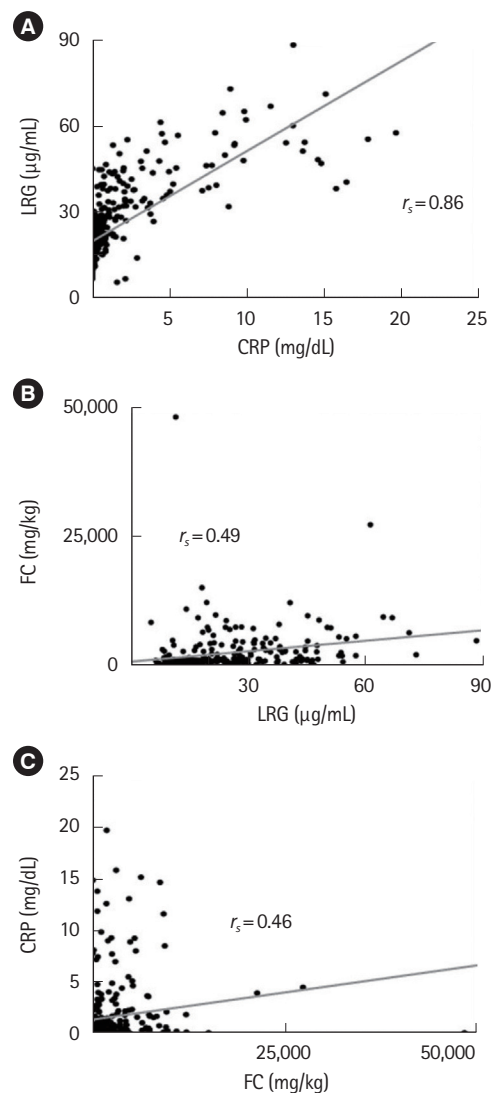 A
90
60
30
0
LRG (µg/mL)
r_s=0.86
5 10 15 20 25
CRP (mg/dL)
B
50,000
25,000
0
FC (mg/kg)
r_s=0.49
30 60 90
LRG (µg/mL)
C
25
20
15
10
5
0
CRP (mg/dL)
r_s=0.46
25,000 50,000
FC (mg/kg)